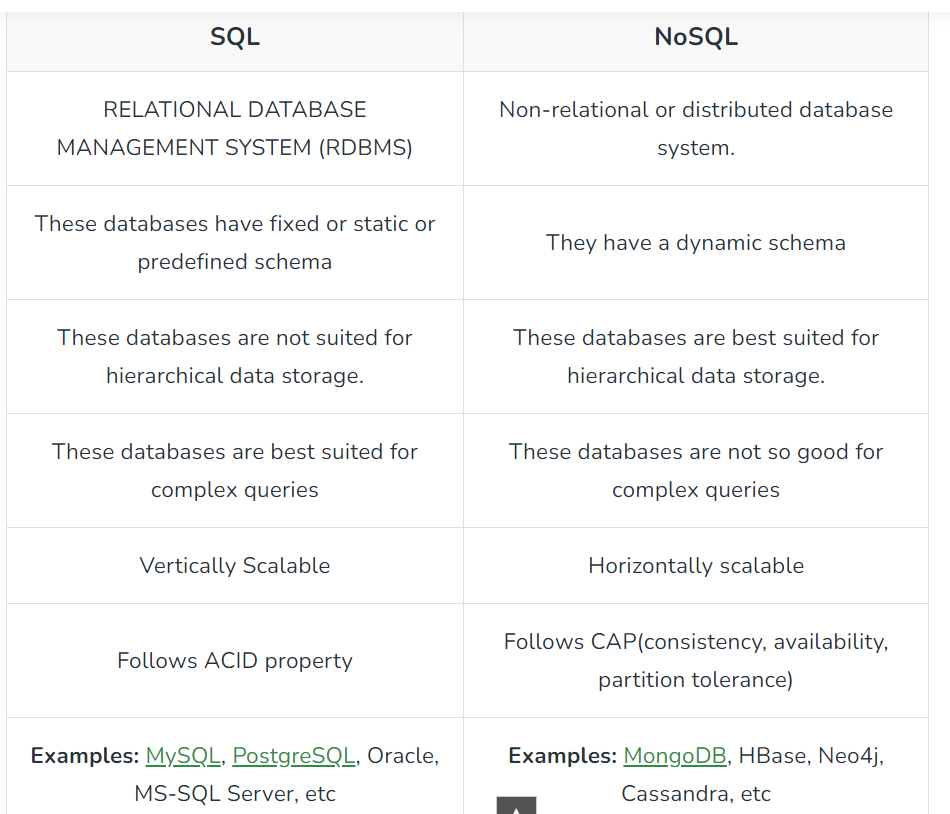 SQL
NoSQL
RELATIONAL DATABASE
MANAGEMENT SYSTEM (RDBMS)
Non-relational or distributed database
system.
These databases have fixed or static or
predefined schema
They have a dynamic schema
These databases are not suited for
hierarchical data storage.
These databases are best suited for
hierarchical data storage.
These databases are best suited for
complex queries
These databases are not so good for
complex queries
Vertically Scalable
Horizontally scalable
Follows ACID property
Follows CAP(consistency, availability,
partition tolerance)
Examples: MySQL, PostgreSQL, Oracle,
MS-SQL Server, etc
Examples: MongoDB, HBase, Neo4j,
Cassandra, etc